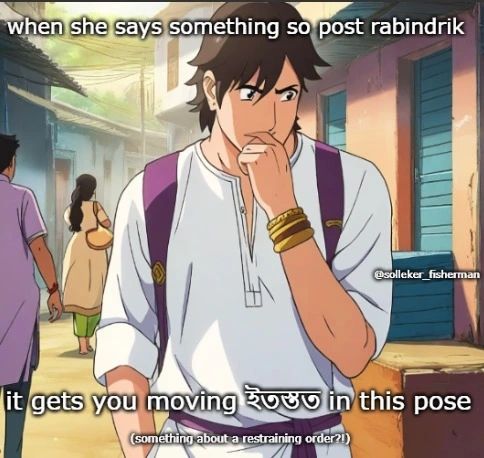 when she says something so post rabindrik
@solleker_fisherman
it gets you moving ইতস্তত in this pose
(something about a restraining order?!)